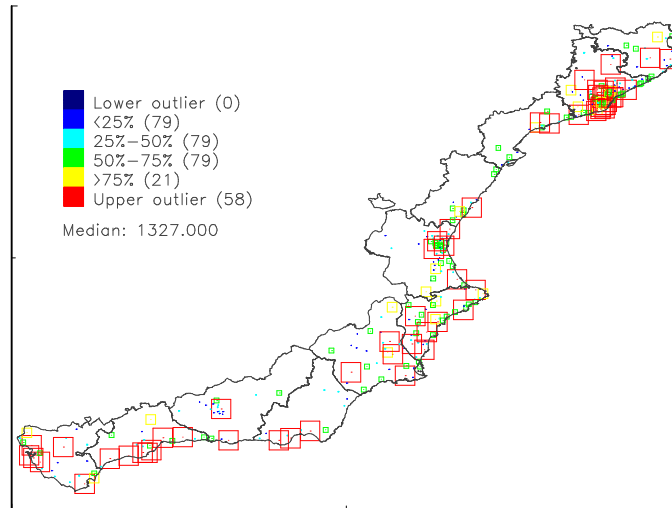 Lower outlier (0)
<25% (79)
25%-50% (79)
50%-75% (79)
>75% (21)
Upper outlier (58)
Median: 1327.000